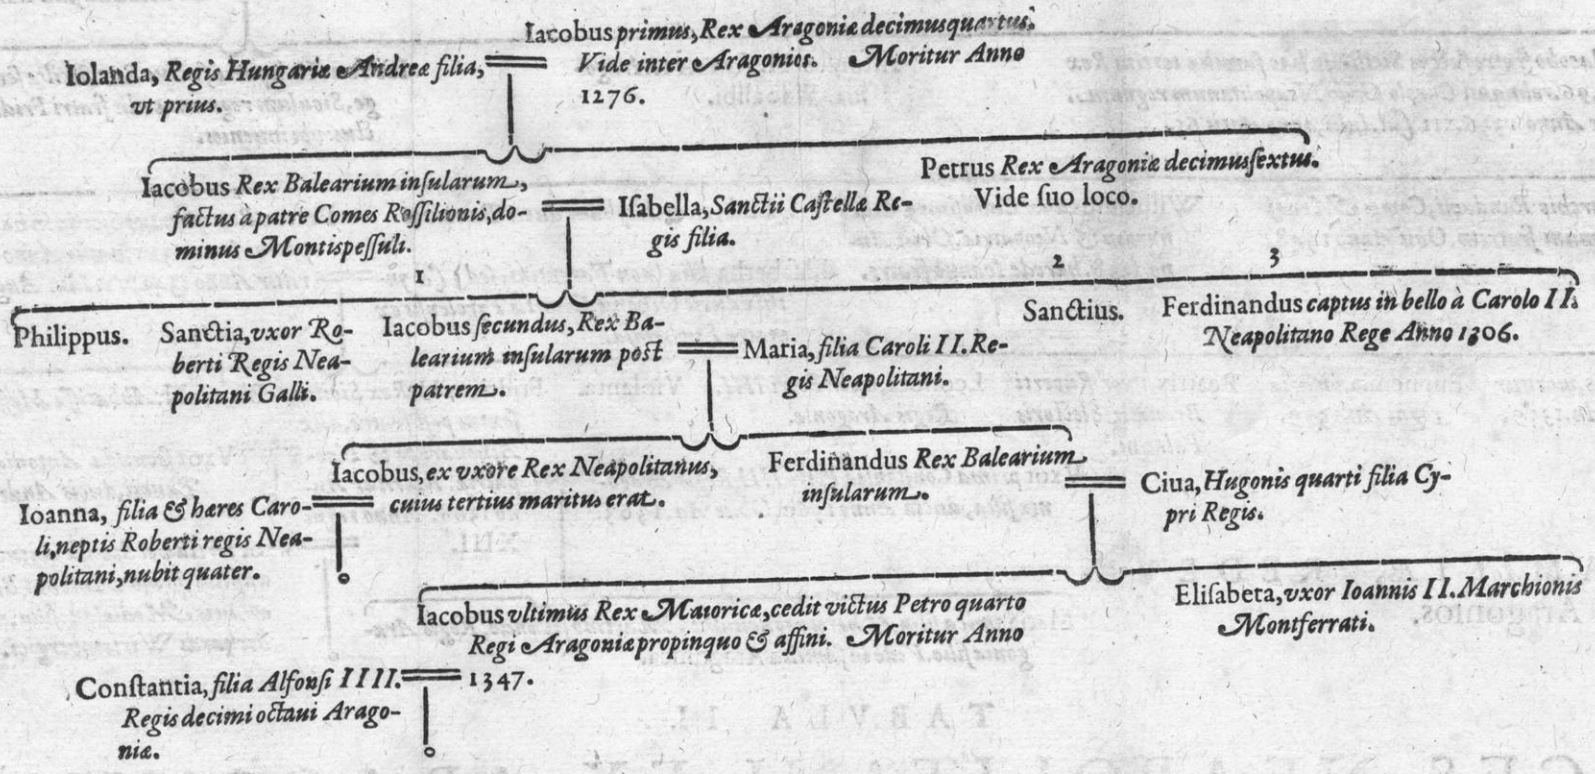 Iacobus primus, Rex Aragoniæ decimusquartus.
Vide inter Aragonios. Moritur Anno
1276.
Iolanda, Regis Hungariæ Andreæ filia,
vt prius.
Iacobus Rex Balearium inſularum,
factus à patre Comes Roſſilionis, do-
minus Montispeſſuli.
Iſabella, Sanctii Caſtellæ Re-
gis filia.
Petrus Rex Aragoniæ decimusſextus.
Vide ſuo loco.
1
2
3
Philippus.
Sanctia, vxor Ro-
berti Regis Nea-
politani Galli.
Iacobus ſecundus, Rex Ba-
learium inſularum poſt
patrem.
Maria, filia Caroli II. Re-
gis Neapolitani.
Sanctius.
Ferdinandus captus in bello à Carolo II.
Neapolitano Rege Anno 1306.
Iacobus, ex vxore Rex Neapolitanus,
cuius tertius maritus erat.
Ioanna, filia & hæres Caro-
li, neptis Roberti regis Nea-
politani, nubit quater.
Ferdinandus Rex Balearium
inſularum.
Ciua, Hugonis quarti filia Cy-
pri Regis.
Iacobus vltimus Rex Maioricæ, cedit victus Petro quarto
Regi Aragoniæ propinquo & affini. Moritur Anno
1347.
Eliſabeta, vxor Ioannis II. Marchionis
Montferrati.
Conſtantia, filia Alfonſi IIII.
Regis decimi octaui Arago-
niæ.